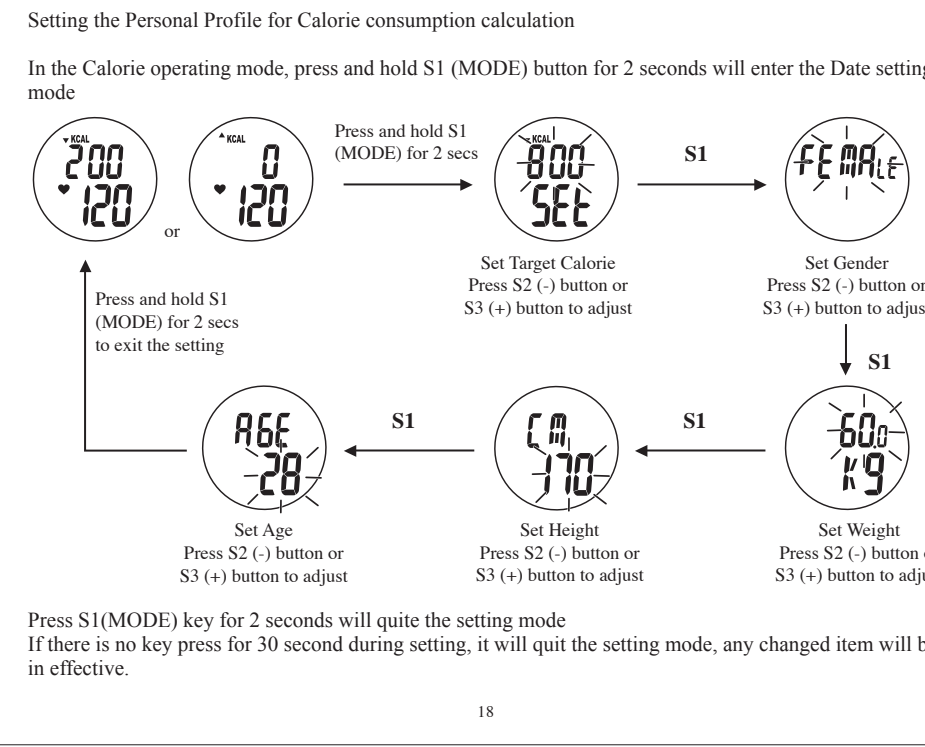 Setting the Personal Profile for Calorie consumption calculation
In the Calorie operating mode, press and hold S1 (MODE) button for 2 seconds will enter the Date setting
mode
KCAL
200
120
or
KCAL
0
120
Press and hold S1
(MODE) for 2 secs
KCAL
800
SEt
Set Target Calorie
Press S2 (-) button or
S3 (+) button to adjust
S1
FEMALE
Set Gender
Press S2 (-) button or
S3 (+) button to adjus
S1
60.0
K9
Set Weight
Press S2 (-) button
S3 (+) button to adju
S1
CM
170
Set Height
Press S2 (-) button or
S3 (+) button to adjust
S1
AGE
28
Set Age
Press S2 (-) button or
S3 (+) button to adjust
Press and hold S1
(MODE) for 2 secs
to exit the setting
Press S1(MODE) key for 2 seconds will quite the setting mode
If there is no key press for 30 second during setting, it will quit the setting mode, any changed item will b
in effective.
18